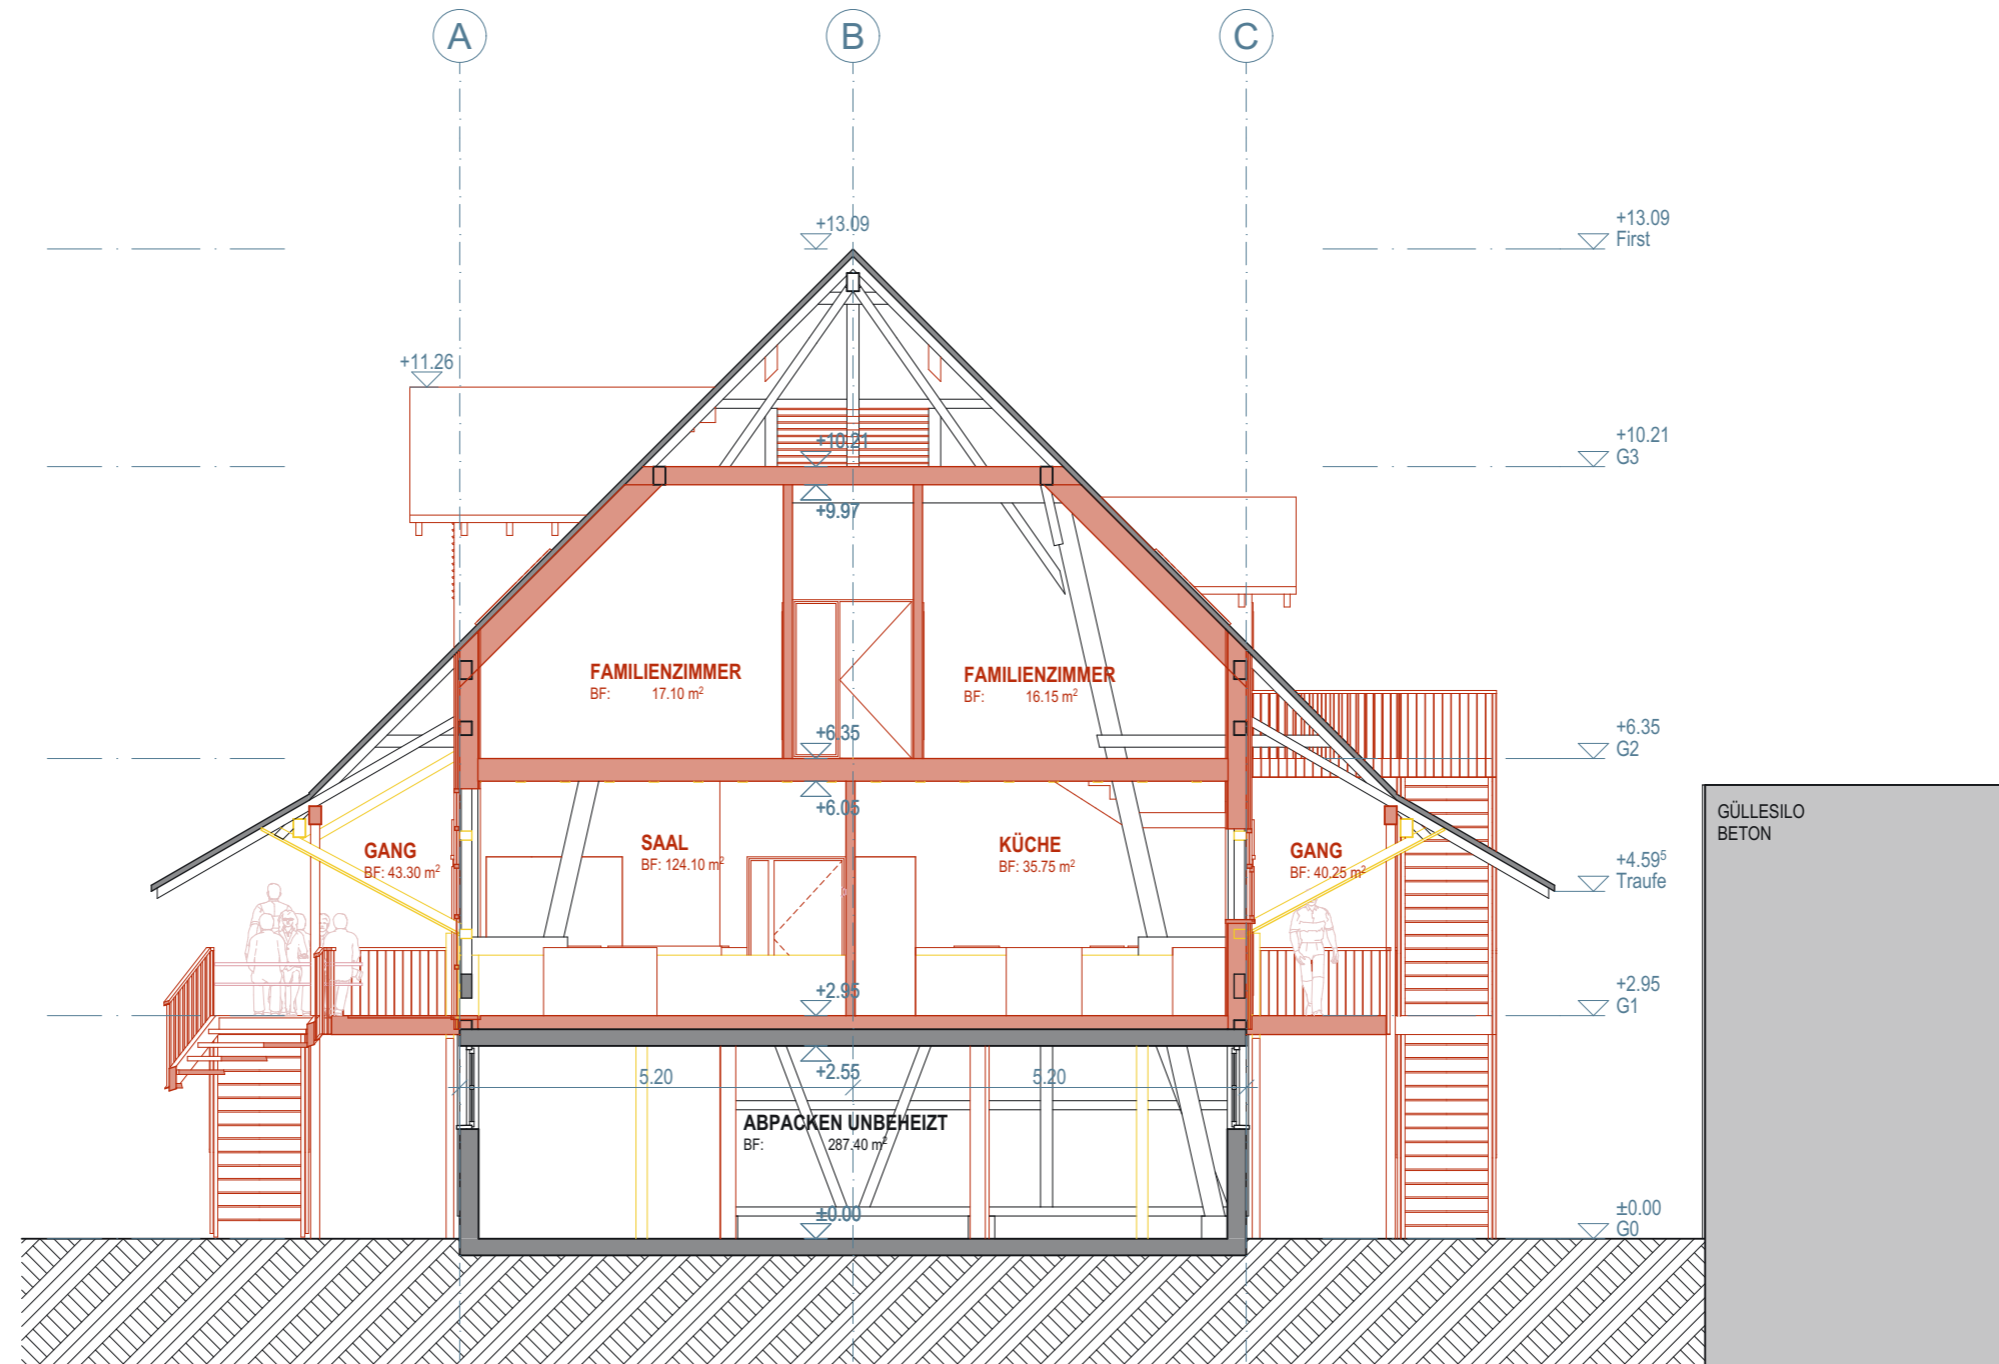 A
B
C
+13.09
+13.09
First
+11.26
+10.21
+10.21
G3
+9.97
FAMILIENZIMMER
BF: 17.10 m²
FAMILIENZIMMER
BF: 16.15 m²
+6.35
+6.35
G2
+6.05
GÜLLESILO
BETON
GANG
BF: 43.30 m²
SAAL
BF: 124.10 m²
KÜCHE
BF: 35.75 m²
GANG
BF: 40.25 m²
+4.59⁵
Traufe
+2.95
+2.95
G1
+2.55
5.20
5.20
ABPACKEN UNBEHEIZT
BF: 287.40 m²
±0.00
±0.00
G0